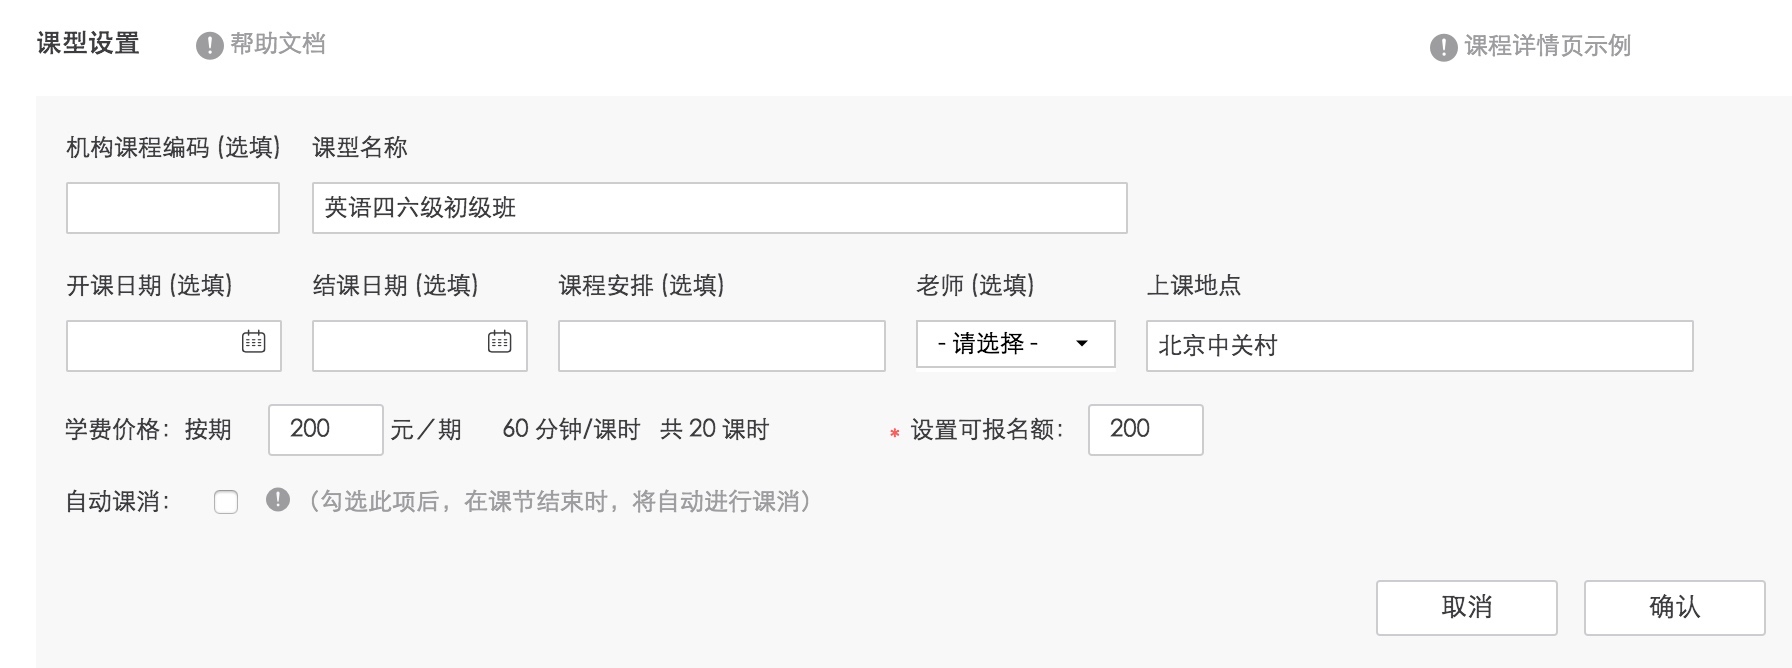 课型设置 帮助文档 课程详情页示例
机构课程编码 (选填) 课型名称
英语四六级初级班
开课日期 (选填) 结课日期 (选填) 课程安排 (选填) 老师 (选填) 上课地点
- 请选择 - 北京中关村
学费价格: 按期 200 元／期 60 分钟/课时 共 20 课时 * 设置可报名额: 200
自动课消: （勾选此项后，在课节结束时，将自动进行课消）
取消 确认